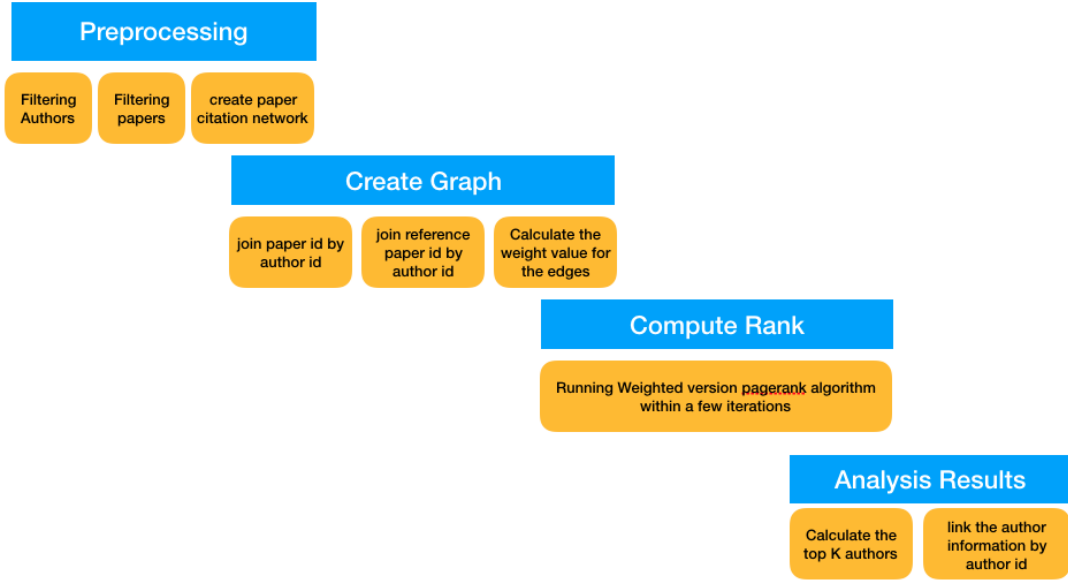 Preprocessing
Filtering
Authors
Filtering
papers
create paper
citation network
Create Graph
join paper id by
author id
join reference
paper id by
author id
Calculate the
weight value for
the edges
Compute Rank
Running Weighted version pagerank algorithm
within a few iterations
Analysis Results
Calculate the
top K authors
link the author
information by
author id